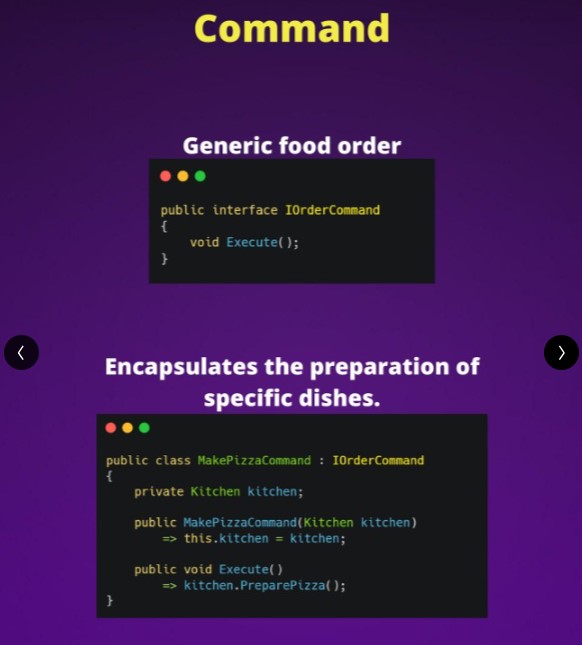 Command
Generic food order
public interface IOrderCommand
{
    void Execute();
}
Encapsulates the preparation of
specific dishes.
public class MakePizzaCommand : IOrderCommand
{
    private Kitchen kitchen;
    public MakePizzaCommand(Kitchen kitchen)
        => this.kitchen = kitchen;
    public void Execute()
        => kitchen.PreparePizza();
}